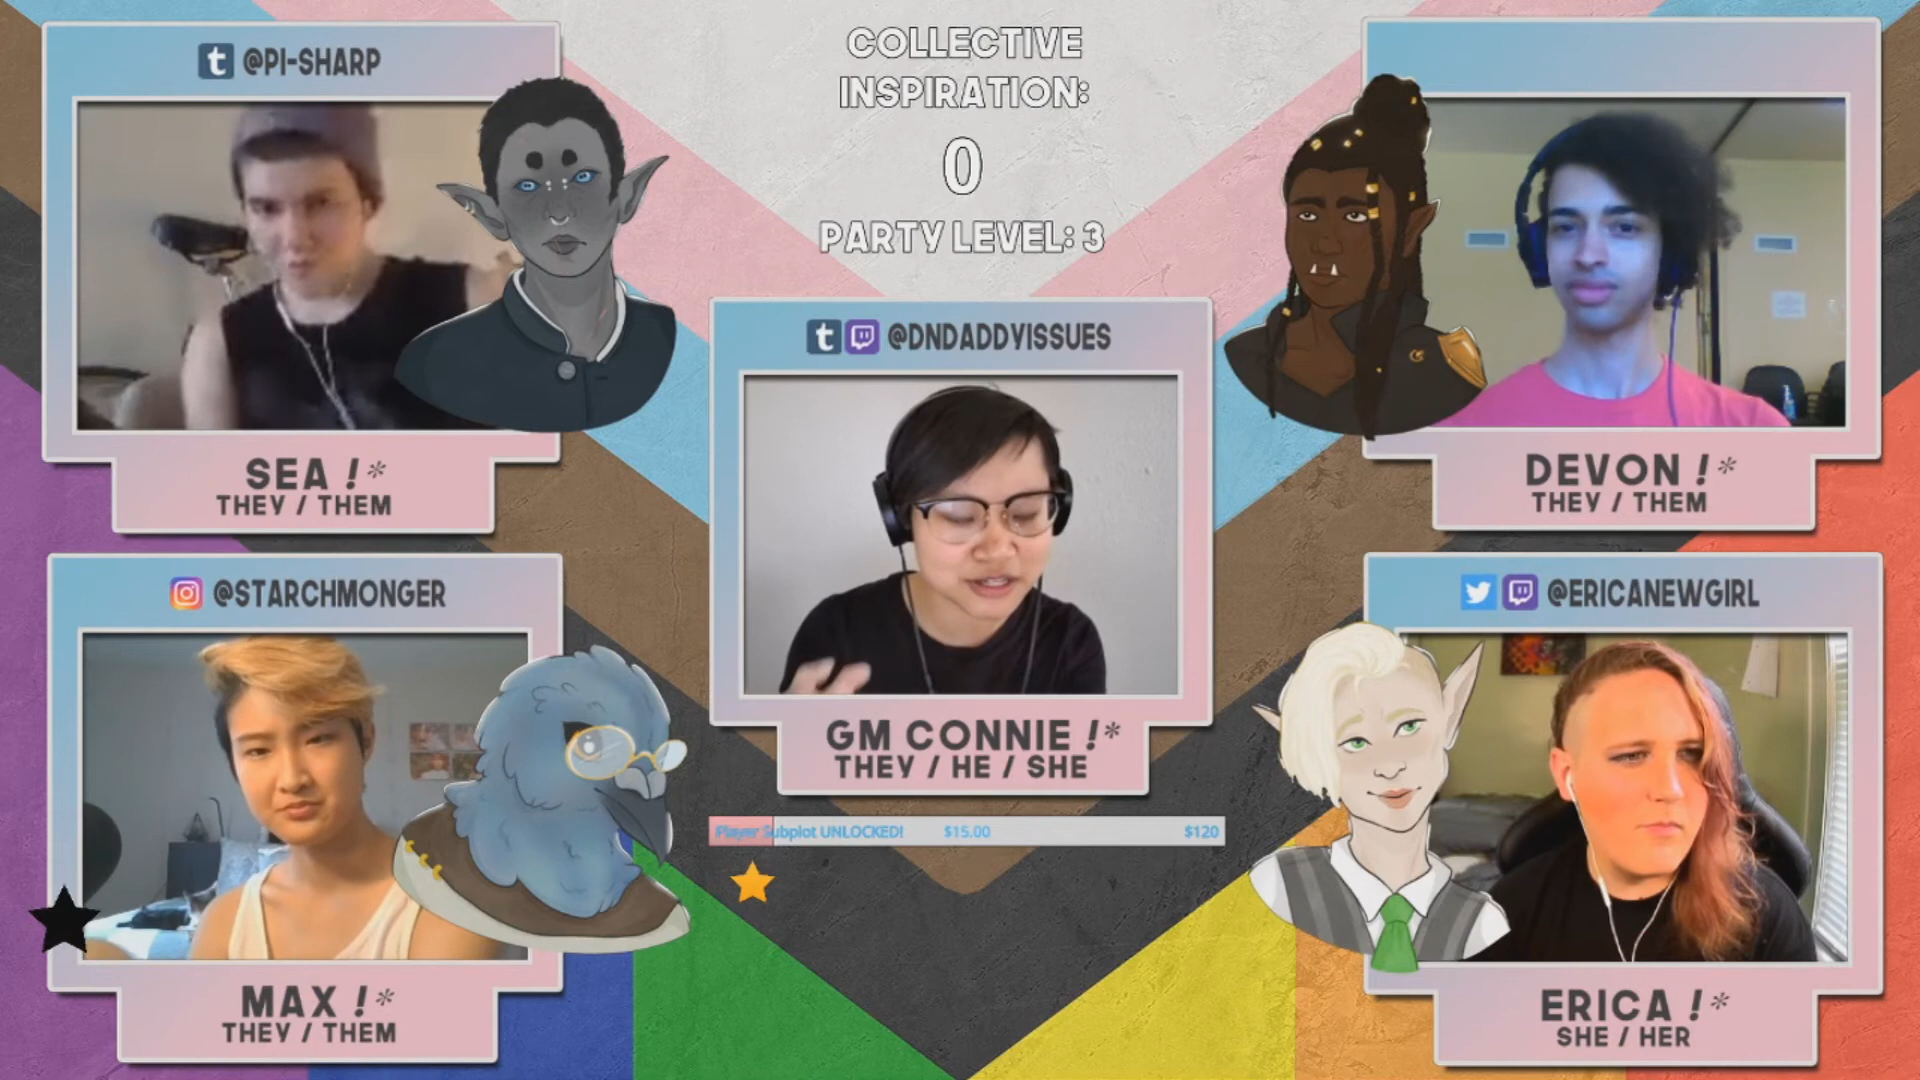 @PI-SHARP
SEA !*
THEY / THEM
COLLECTIVE
INSPIRATION:
0
PARTY LEVEL: 3
DEVON !*
THEY / THEM
@DNDADDYISSUES
GM CONNIE !*
THEY / HE / SHE
@STARCHMONGER
MAX !*
THEY / THEM
Player Subplot UNLOCKED! $15.00 $120
@ERICANEWGIRL
ERICA !*
SHE / HER